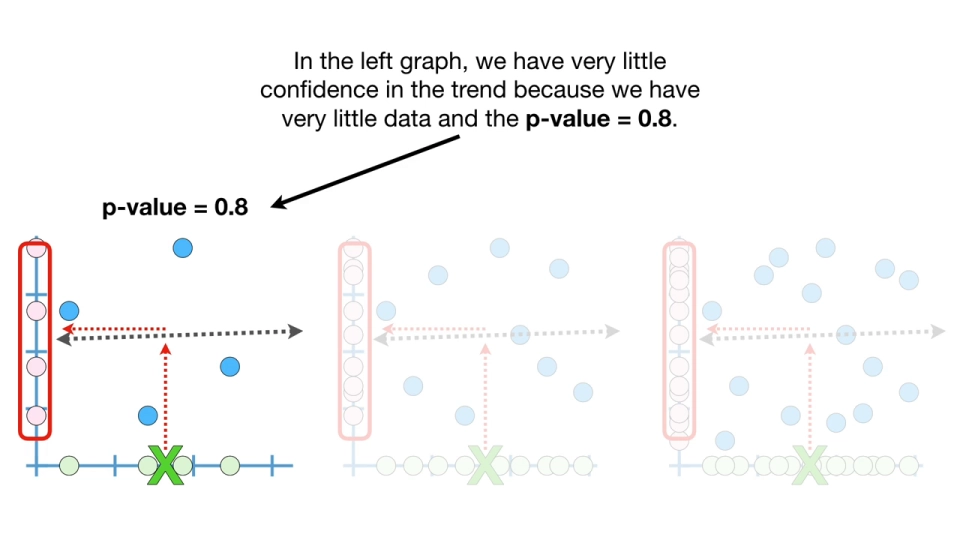 In the left graph, we have very little
confidence in the trend because we have
very little data and the p-value = 0.8.
p-value = 0.8
X
X
X